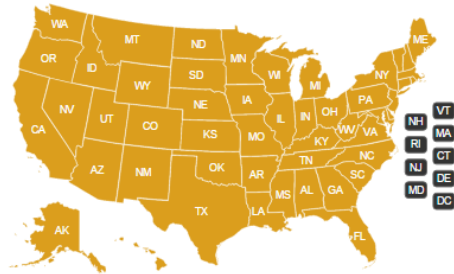 WA
ME
MT
ND
MN
OR
ID
WI
NY
SD
MI
WY
IA
PA
NE
NV
IL
IN
OH
UT
CO
CA
KS
MO
WV
VA
KY
NC
TN
OK
AZ
NM
AR
SC
MS
AL
GA
TX
LA
FL
AK
VT
NH
MA
RI
CT
NJ
DE
MD
DC